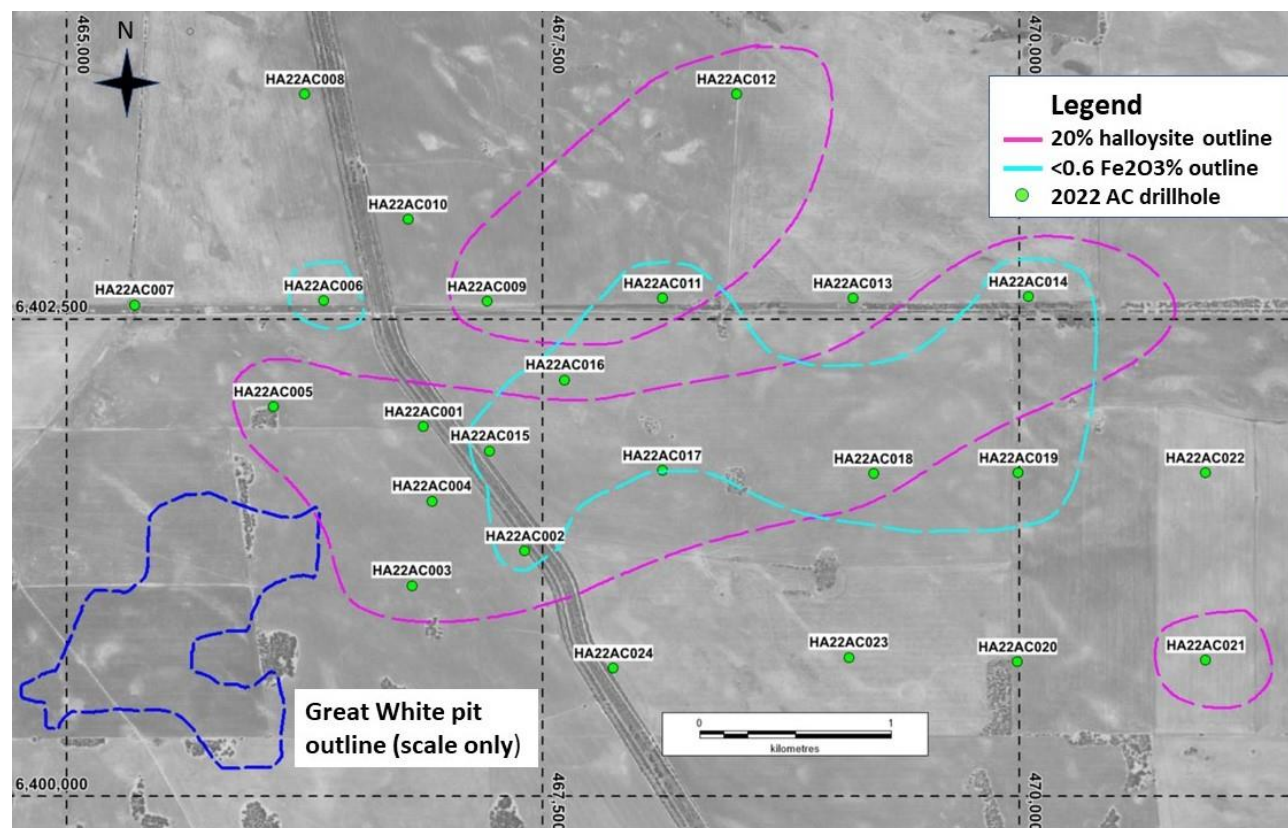 N
465,000
467,500
470,000
HA22AC008
HA22AC012
Legend
20% halloysite outline
<0.6 Fe2O3% outline
2022 AC drillhole
HA22AC010
HA22AC007
HA22AC006
HA22AC009
HA22AC011
HA22AC013
HA22AC014
6,402,500
HA22AC016
HA22AC005
HA22AC001
HA22AC015
HA22AC017
HA22AC018
HA22AC019
HA22AC022
HA22AC004
HA22AC002
HA22AC003
HA22AC024
HA22AC023
HA22AC020
HA22AC021
Great White pit
outline (scale only)
0 1
kilometres
6,400,000
467,500
470,000